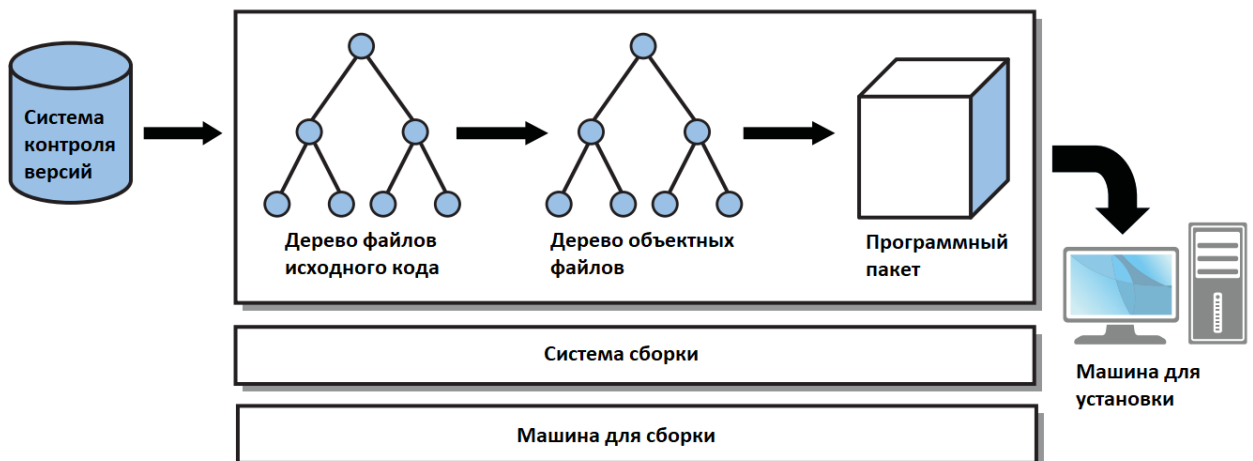 Система
контроля
версий
Дерево файлов
исходного кода
Дерево объектных
файлов
Программный
пакет
Система сборки
Машина для
установки
Машина для сборки